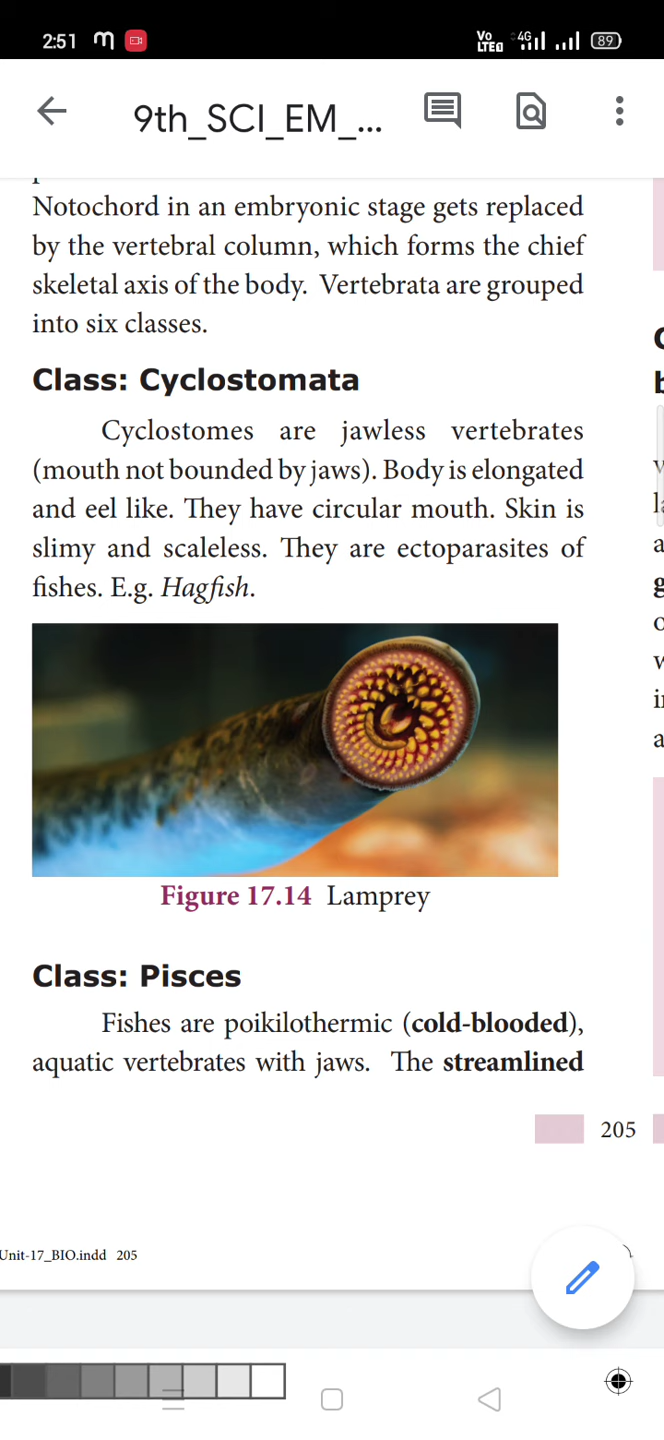 2:51
Vo LTE 4G 89
9th_SCI_EM_...
Notochord in an embryonic stage gets replaced
by the vertebral column, which forms the chief
skeletal axis of the body. Vertebrata are grouped
into six classes.
Class: Cyclostomata
Cyclostomes are jawless vertebrates
(mouth not bounded by jaws). Body is elongated
and eel like. They have circular mouth. Skin is
slimy and scaleless. They are ectoparasites of
fishes. E.g. Hagfish.
Figure 17.14 Lamprey
Class: Pisces
Fishes are poikilothermic (cold-blooded),
aquatic vertebrates with jaws. The streamlined
205
Unit-17_BIO.indd 205